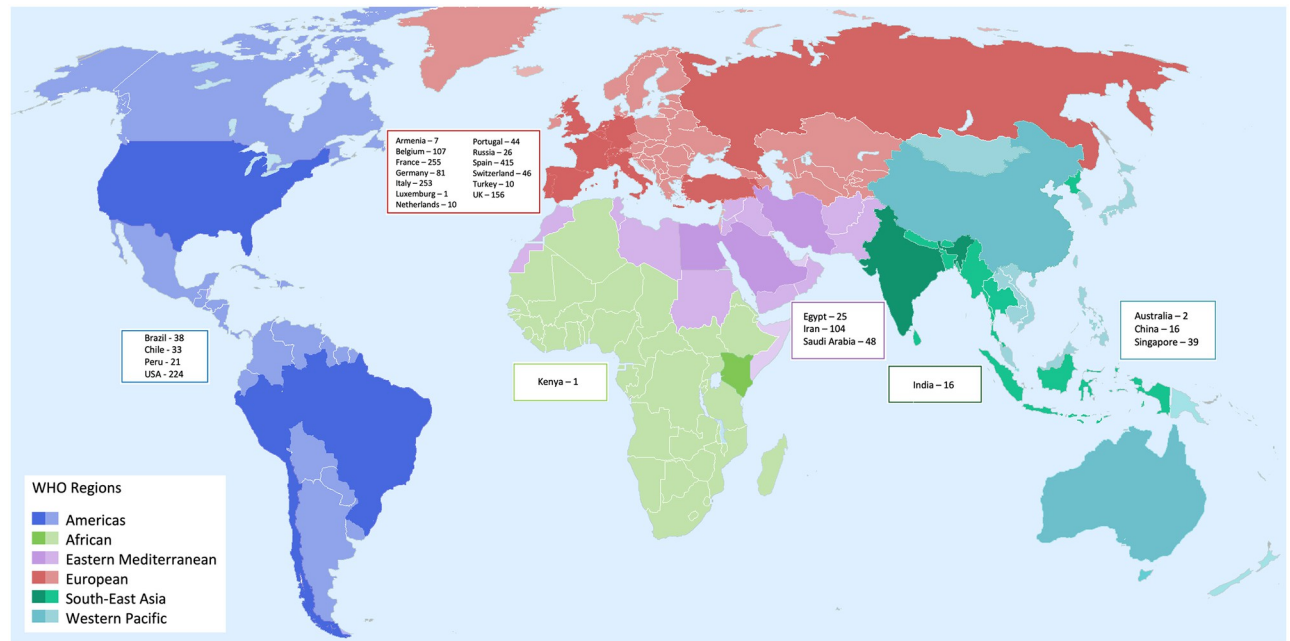 Armenia – 7
Belgium – 107
France – 255
Germany – 81
Italy – 253
Luxemburg – 1
Netherlands – 10
Portugal – 44
Russia – 26
Spain – 415
Switzerland – 46
Turkey – 10
UK – 156
Egypt – 25
Iran – 104
Saudi Arabia – 48
Australia – 2
China – 16
Singapore – 39
Brazil - 38
Chile - 33
Peru - 21
USA - 224
Kenya – 1
India – 16
WHO Regions
Americas
African
Eastern Mediterranean
European
South-East Asia
Western Pacific